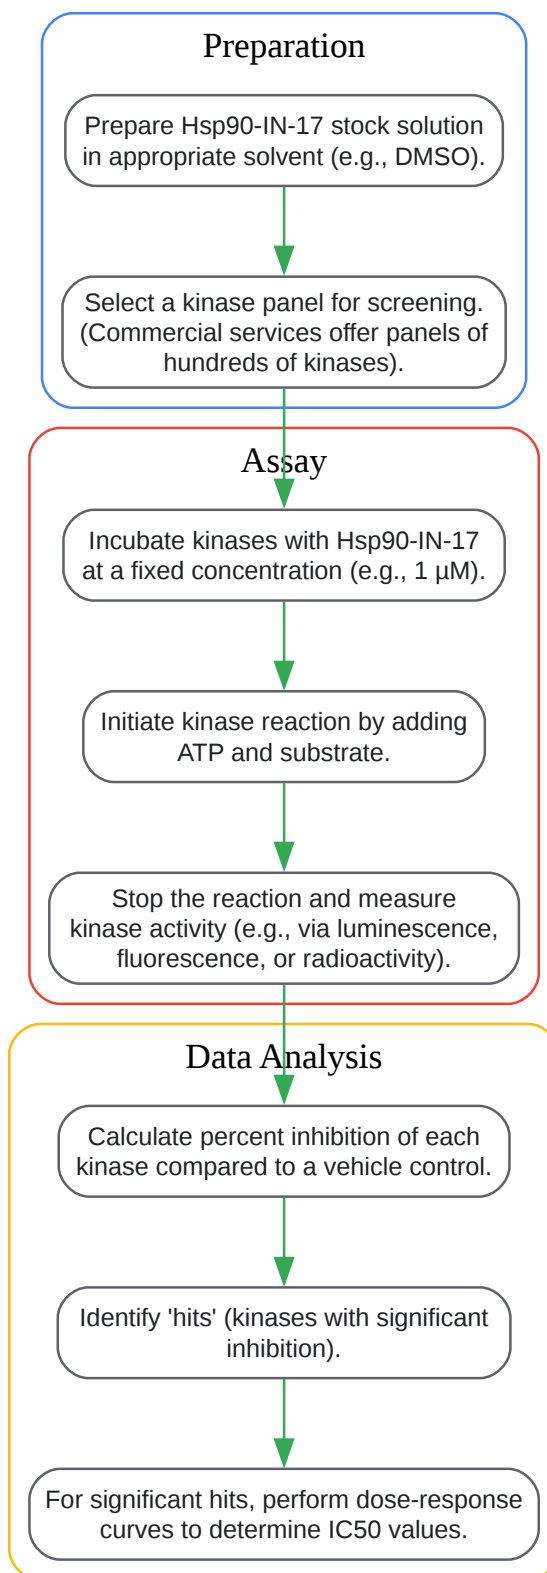 Preparation
Prepare Hsp90-IN-17 stock solution
in appropriate solvent (e.g., DMSO).
Select a kinase panel for screening.
(Commercial services offer panels of
hundreds of kinases).
Assay
Incubate kinases with Hsp90-IN-17
at a fixed concentration (e.g., 1 µM).
Initiate kinase reaction by adding
ATP and substrate.
Stop the reaction and measure
kinase activity (e.g., via luminescence,
fluorescence, or radioactivity).
Data Analysis
Calculate percent inhibition of each
kinase compared to a vehicle control.
Identify 'hits' (kinases with significant
inhibition).
For significant hits, perform dose-response
curves to determine IC50 values.